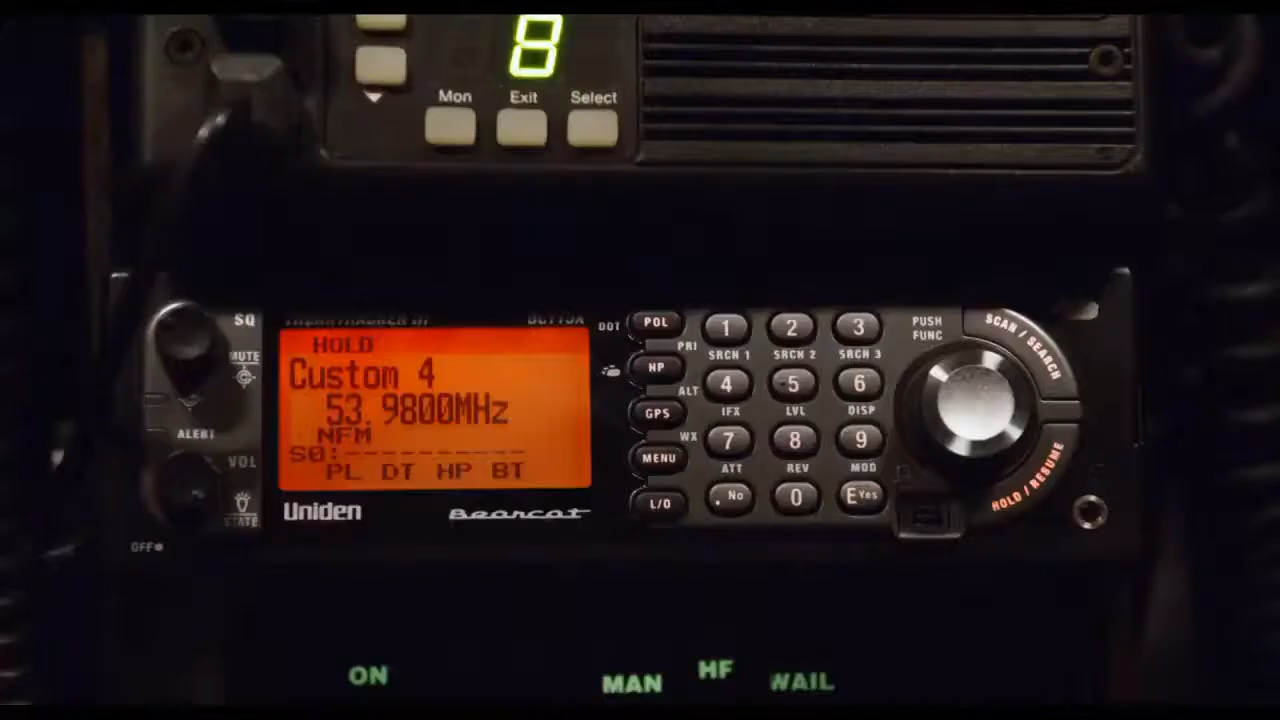 8
Mon Exit Select
SQ
MUTE
ALERT
VOL
STATE
OFF
HOLD
Custom 4
53.9800MHz
NFM
S0:----------
PL DT HP BT
Uniden Bearcat
DOT POL
PRI
HP
ALT
GPS
WX
MENU
L/O
1 2 3
SRCH 1 SRCH 2 SRCH 3
4 5 6
IFX LVL DISP
7 8 9
ATT REV MOD
. No 0 E Yes
PUSH
FUNC
SCAN / SEARCH
HOLD / RESUME
ON MAN HF WAIL